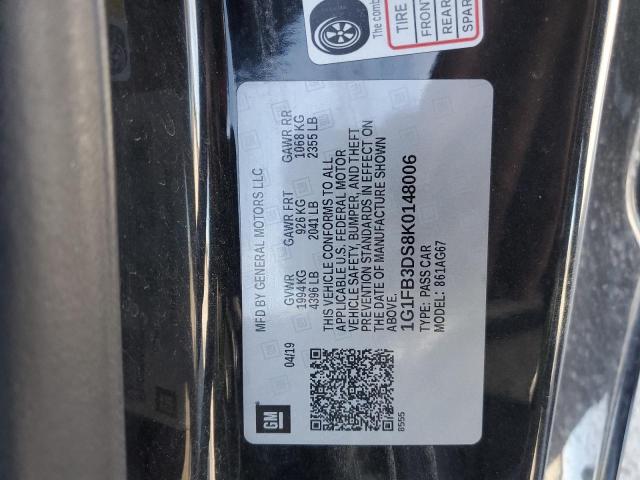 The comb
TIRE
FRONT
REAR
SPAR
MFD BY GENERAL MOTORS LLC
04/19
GVWR GAWR FRT GAWR RR
1994 KG 926 KG 1068 KG
4396 LB 2041 LB 2355 LB
THIS VEHICLE CONFORMS TO ALL
APPLICABLE U.S. FEDERAL MOTOR
VEHICLE SAFETY, BUMPER, AND THEFT
PREVENTION STANDARDS IN EFFECT ON
THE DATE OF MANUFACTURE SHOWN
ABOVE.
1G1FB3DS8K0148006
TYPE: PASS CAR
MODEL: 861AG67
GM
8555